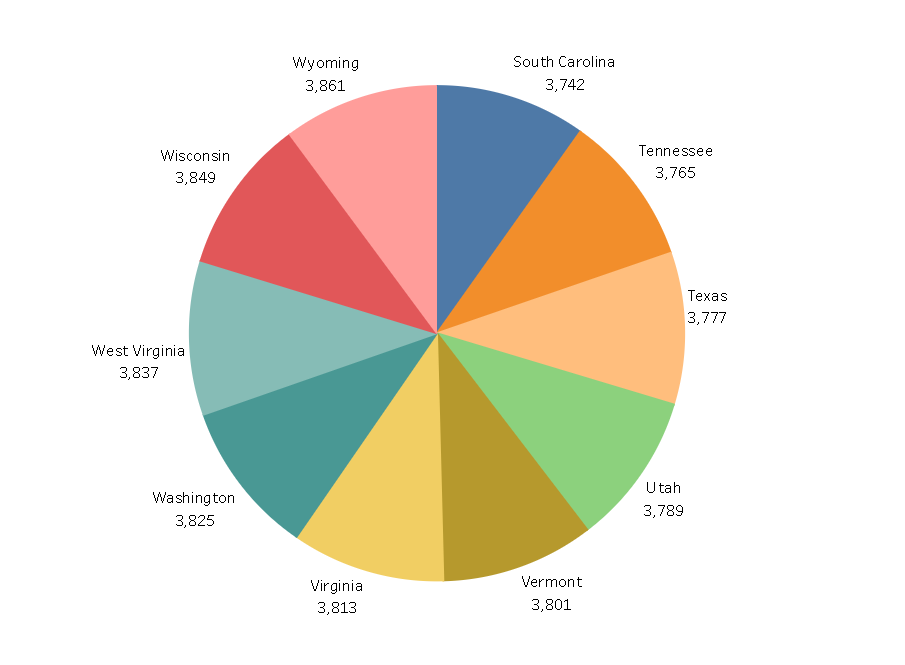 Wyoming
3,861
South Carolina
3,742
Tennessee
3,765
Wisconsin
3,849
Texas
3,777
West Virginia
3,837
Utah
3,789
Washington
3,825
Vermont
3,801
Virginia
3,813